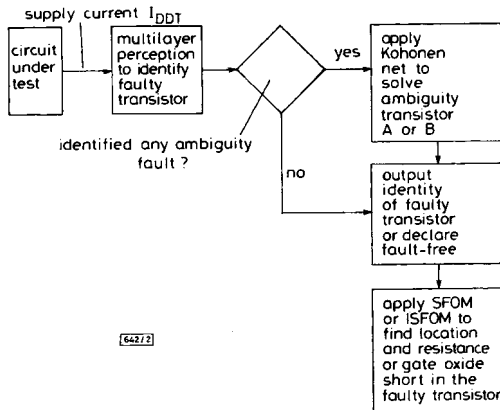 supply current IDDT
circuit
under
test
multilayer
perception
to identify
faulty
transistor
yes
apply
Kohonen
net to
solve
ambiguity
transistor
A or B
identified any ambiguity
fault ?
no
output
identity
of faulty
transistor
or declare
fault-free
apply SFOM
or ISFOM to
find location
and resistance
or gate oxide
short in the
faulty transistor
642/2